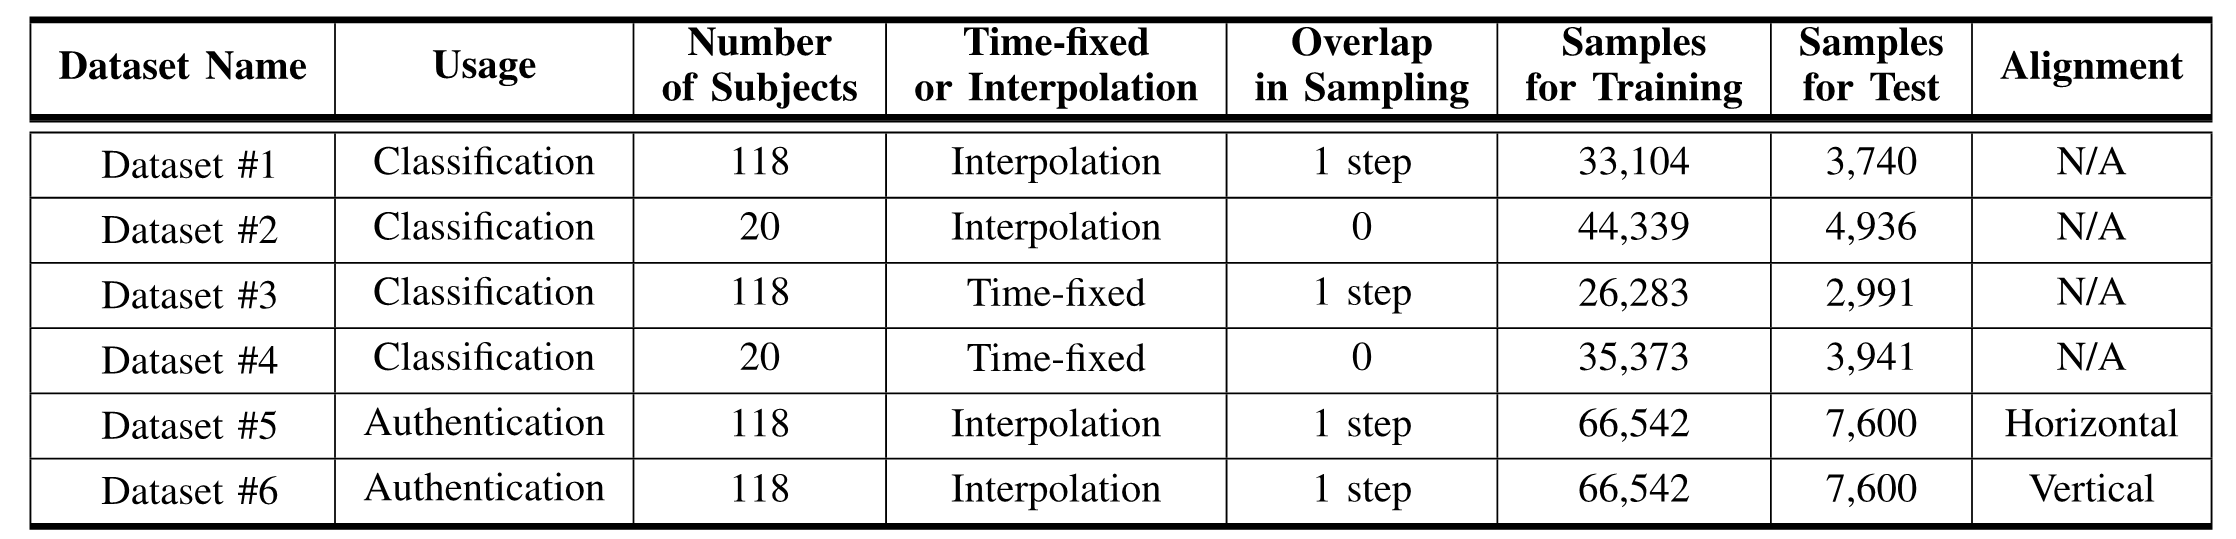 Dataset Name Usage Number of Subjects Time-fixed or Interpolation Overlap in Sampling Samples for Training Samples for Test Alignment
Dataset #1 Classification 118 Interpolation 1 step 33,104 3,740 N/A
Dataset #2 Classification 20 Interpolation 0 44,339 4,936 N/A
Dataset #3 Classification 118 Time-fixed 1 step 26,283 2,991 N/A
Dataset #4 Classification 20 Time-fixed 0 35,373 3,941 N/A
Dataset #5 Authentication 118 Interpolation 1 step 66,542 7,600 Horizontal
Dataset #6 Authentication 118 Interpolation 1 step 66,542 7,600 Vertical